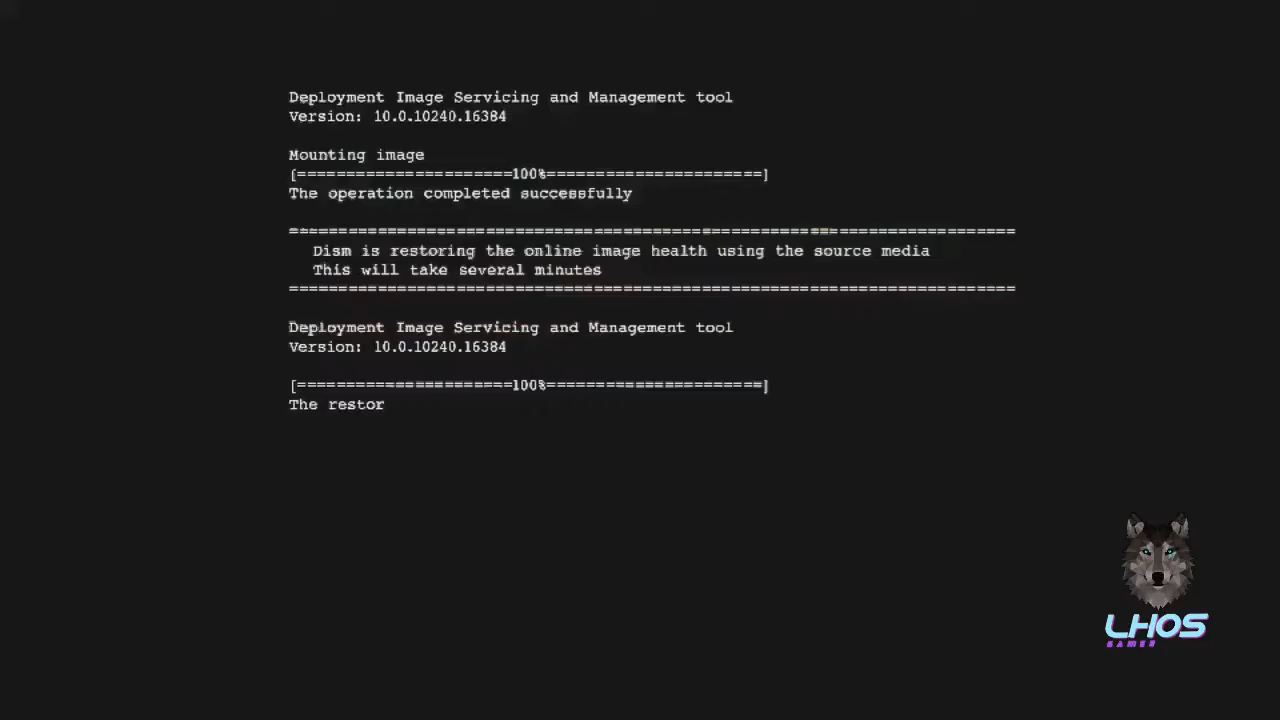 Deployment Image Servicing and Management tool
Version: 10.0.10240.16384
Mounting image
[======================100%======================]
The operation completed successfully
===========================================================================
Dism is restoring the online image health using the source media
This will take several minutes
===========================================================================
Deployment Image Servicing and Management tool
Version: 10.0.10240.16384
[======================100%======================]
The restor
LHOS
GAMES